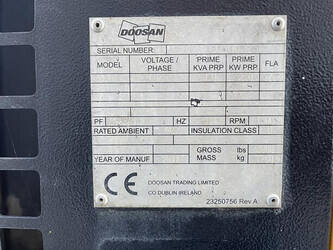 DOOSAN
SERIAL NUMBER:
MODEL VOLTAGE / PHASE PRIME KVA PRP PRIME KW PRP FLA
PF HZ RPM
RATED AMBIENT INSULATION CLASS
YEAR OF MANUF GROSS MASS lbs kg
CE
DOOSAN TRADING LIMITED
CO DUBLIN IRELAND
23250756 Rev A